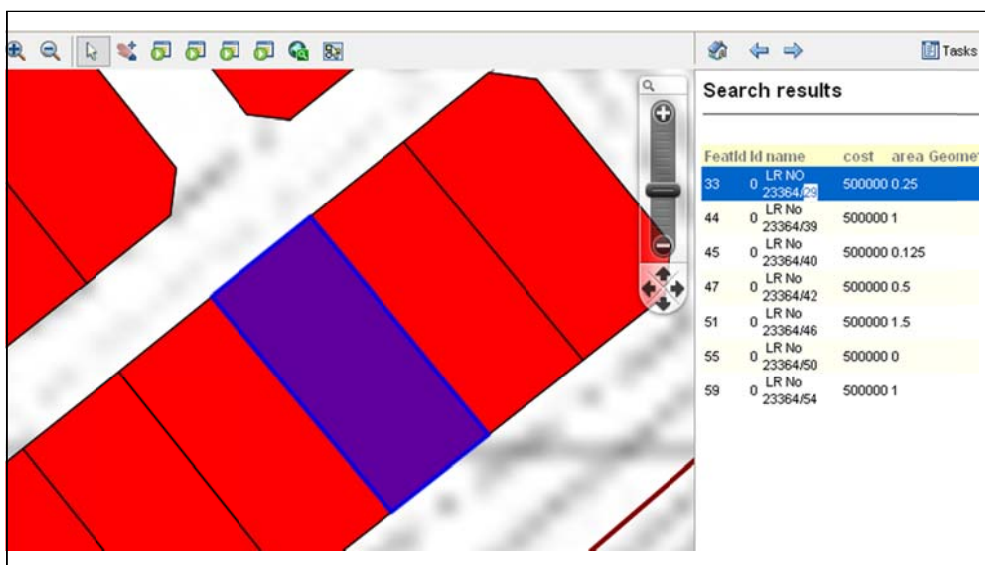 Tasks
Search results
FeatId Id name cost area Geome
33 0 LR NO 23364/29 500000 0.25
44 0 LR No 23364/39 500000 1
45 0 LR No 23364/40 500000 0.125
47 0 LR No 23364/42 500000 0.5
51 0 LR No 23364/46 500000 1.5
55 0 LR No 23364/50 500000 0
59 0 LR No 23364/54 500000 1